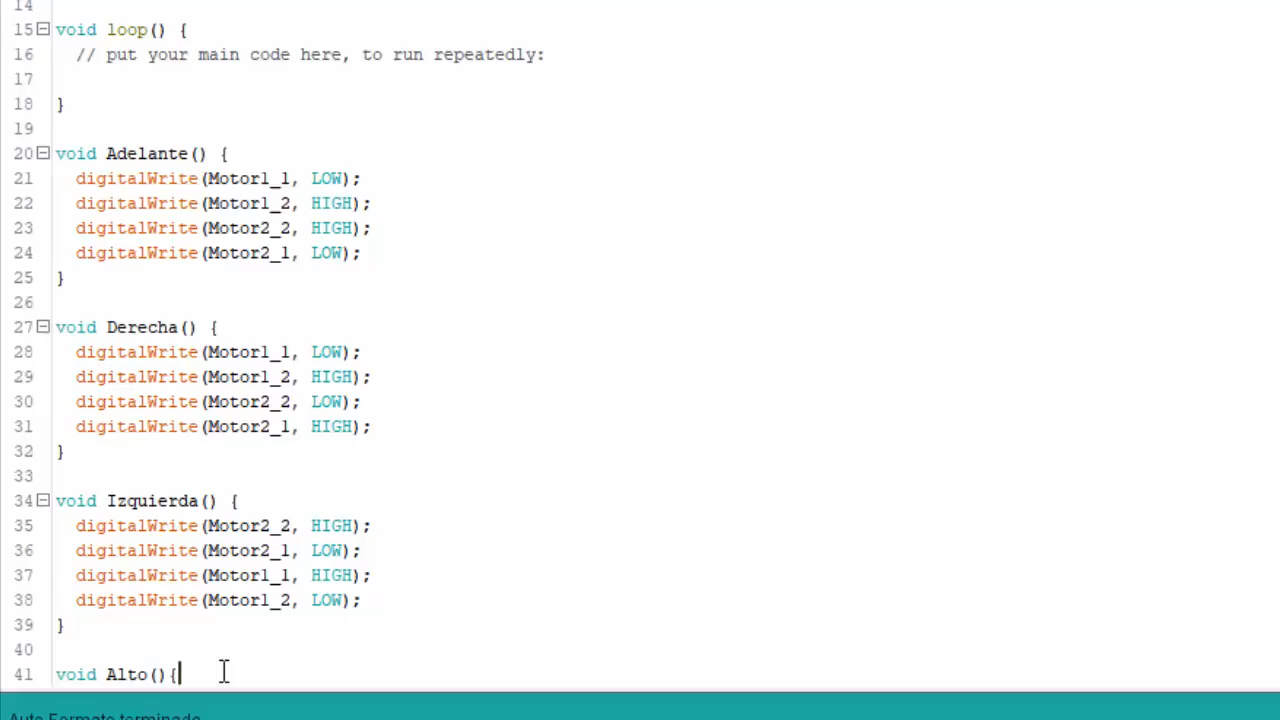 14
15 void loop() {
16 // put your main code here, to run repeatedly:
17
18 }
19
20 void Adelante() {
21 digitalWrite(Motor1_1, LOW);
22 digitalWrite(Motor1_2, HIGH);
23 digitalWrite(Motor2_2, HIGH);
24 digitalWrite(Motor2_1, LOW);
25 }
26
27 void Derecha() {
28 digitalWrite(Motor1_1, LOW);
29 digitalWrite(Motor1_2, HIGH);
30 digitalWrite(Motor2_2, LOW);
31 digitalWrite(Motor2_1, HIGH);
32 }
33
34 void Izquierda() {
35 digitalWrite(Motor2_2, HIGH);
36 digitalWrite(Motor2_1, LOW);
37 digitalWrite(Motor1_1, HIGH);
38 digitalWrite(Motor1_2, LOW);
39 }
40
41 void Alto(){
Auto Formato terminado